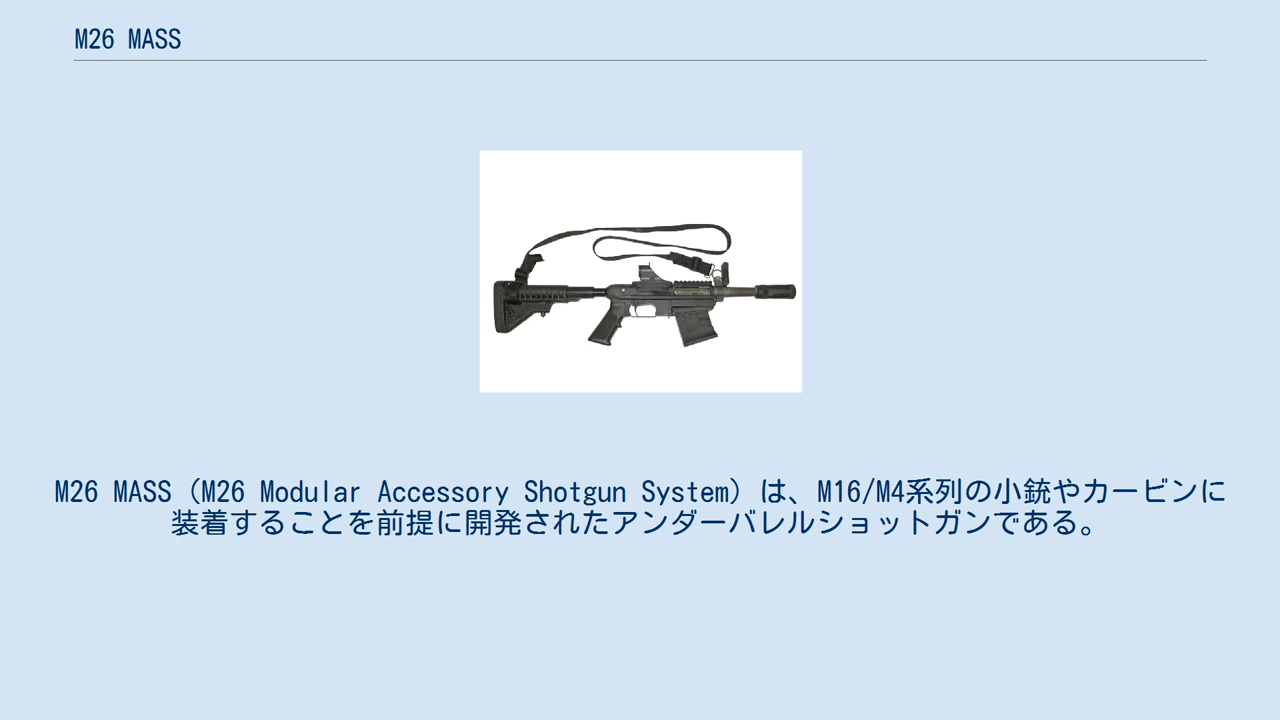 M26 MASS
M26 MASS（M26 Modular Accessory Shotgun System）は、M16/M4系列の小銃やカービンに
装着することを前提に開発されたアンダーバレルショットガンである。